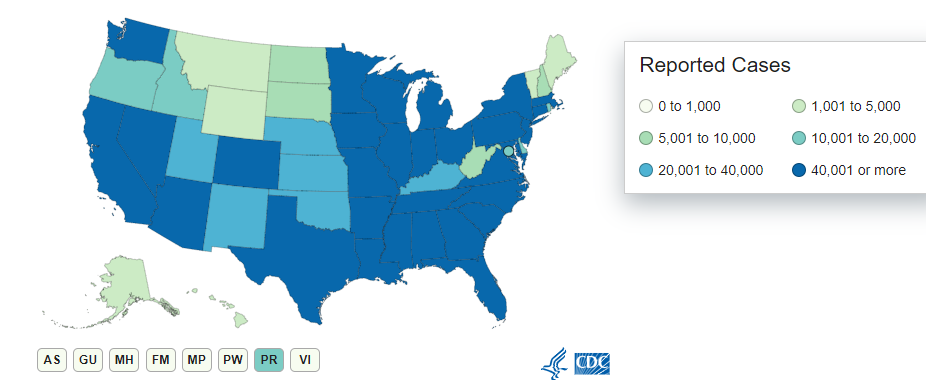 Reported Cases
0 to 1,000
1,001 to 5,000
5,001 to 10,000
10,001 to 20,000
20,001 to 40,000
40,001 or more
AS GU MH FM MP PW PR VI
CDC